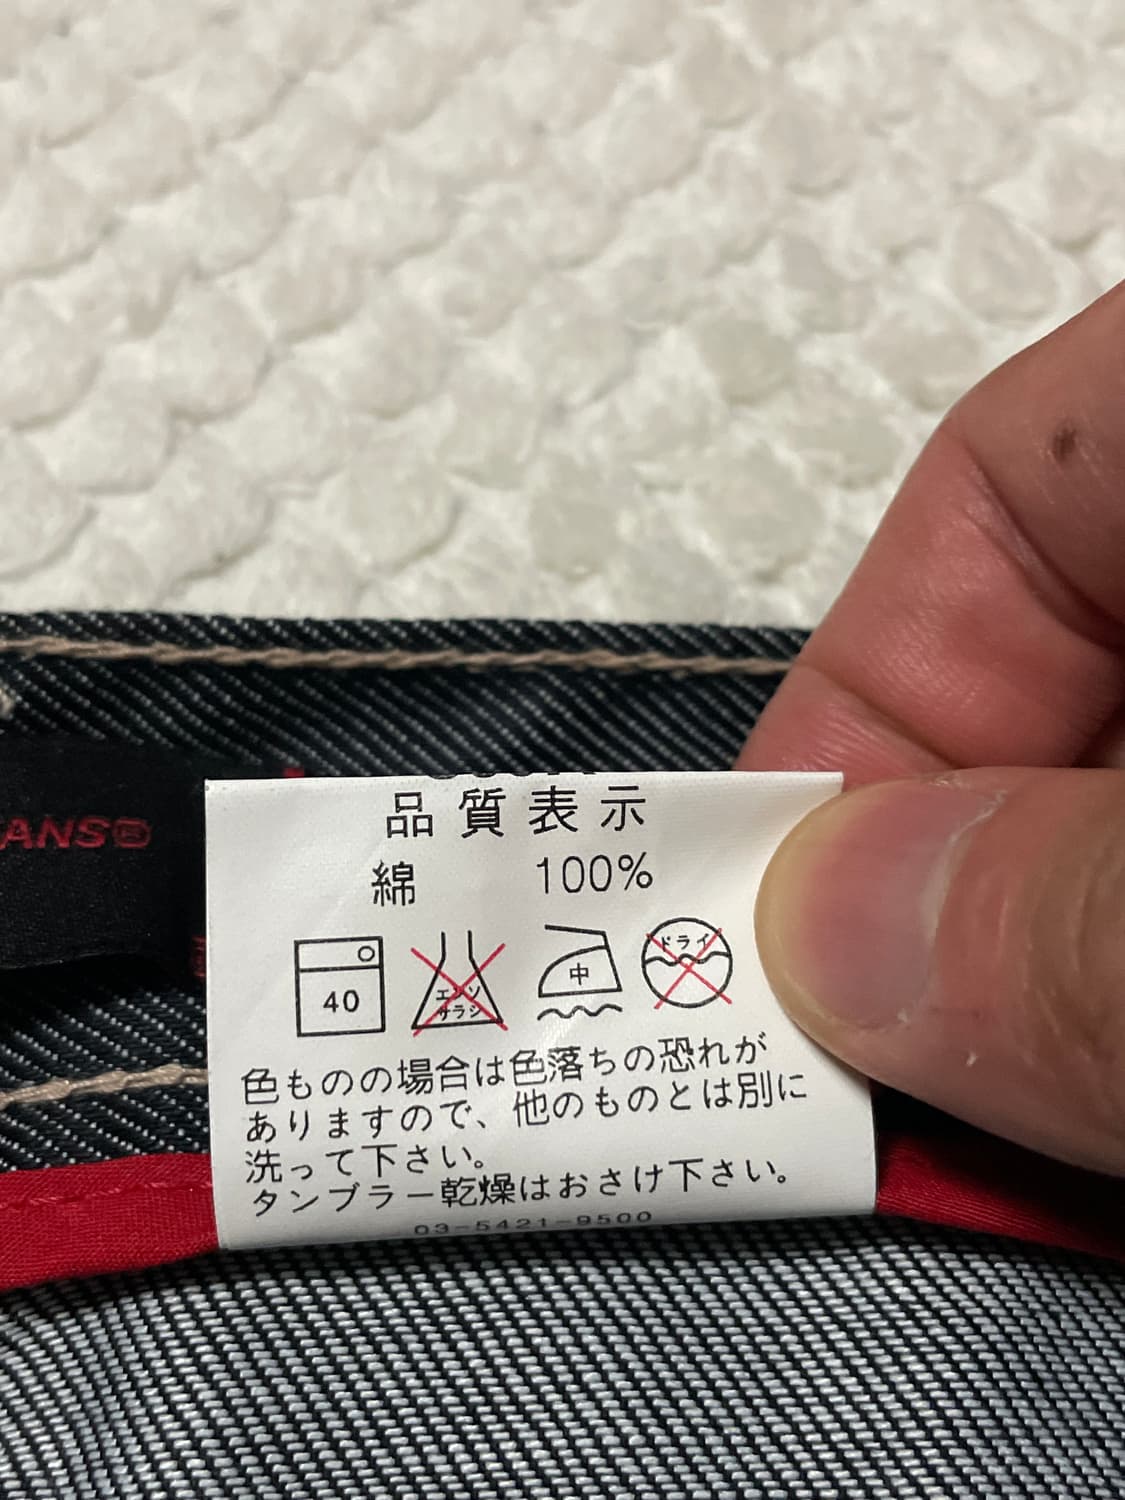 品質表示
綿 100%
40
エンソ
サラシ
中
ドライ
色ものの場合は色落ちの恐れが
ありますので、他のものとは別に
洗って下さい。
タンブラー乾燥はおさけ下さい。
03-5421-9500
ANS®